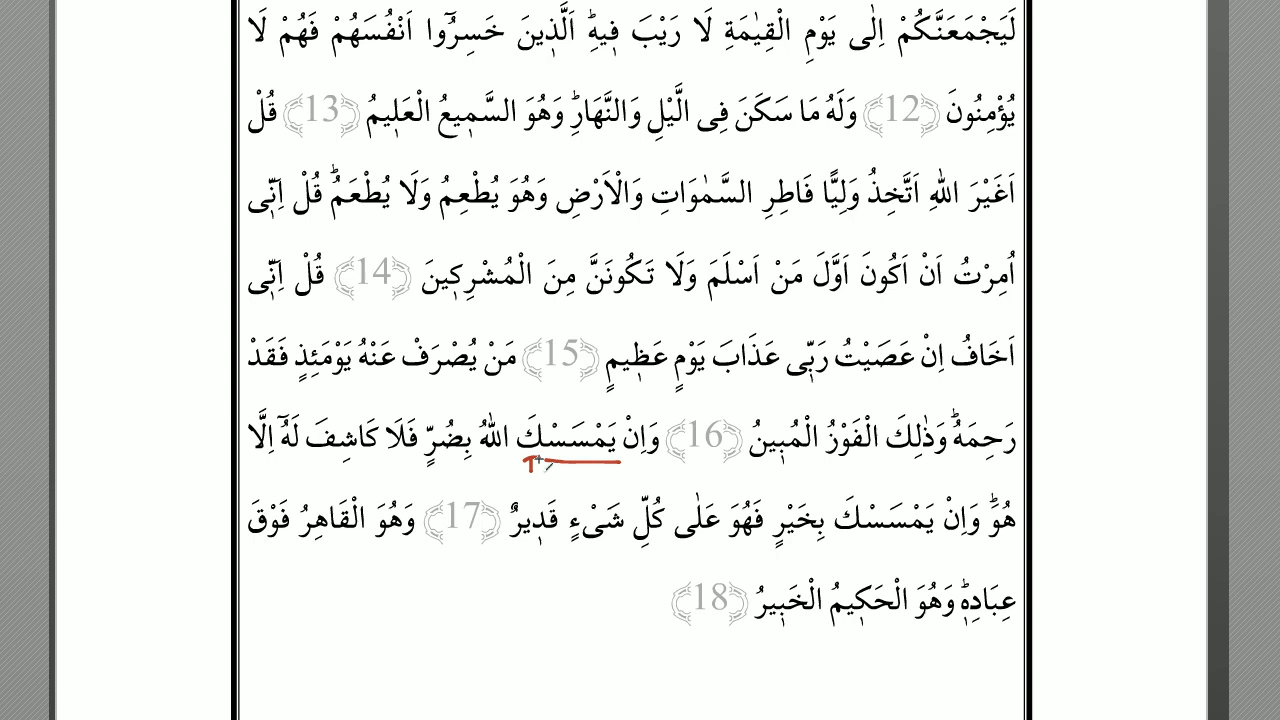 لَيَجْمَعَنَّكُمْ اِلٰى يَوْمِ الْقِيٰمَةِ لَا رَيْبَ ف۪يهِۜ اَلَّذ۪ينَ خَسِرُٓوا اَنْفُسَهُمْ فَهُمْ لَا
يُؤْمِنُونَ ﴿12﴾ وَلَهُ مَا سَكَنَ فِى الَّيْلِ وَالنَّهَارِۜ وَهُوَ السَّم۪يعُ الْعَل۪يمُ ﴿13﴾ قُلْ
اَغَيْرَ اللّٰهِ اَتَّخِذُ وَلِيًّا فَاطِرِ السَّمٰوَاتِ وَالْاَرْضِ وَهُوَ يُطْعِمُ وَلَا يُطْعَمُۜ قُلْ اِنّ۪ى
اُمِرْتُ اَنْ اَكُونَ اَوَّلَ مَنْ اَسْلَمَ وَلَا تَكُونَنَّ مِنَ الْمُشْرِك۪ينَ ﴿14﴾ قُلْ اِنّ۪ى
اَخَافُ اِنْ عَصَيْتُ رَبّ۪ى عَذَابَ يَوْمٍ عَظ۪يمٍ ﴿15﴾ مَنْ يُصْرَفْ عَنْهُ يَوْمَئِذٍ فَقَدْ
رَحِمَهُۜ وَذٰلِكَ الْفَوْزُ الْمُب۪ينُ ﴿16﴾ وَاِنْ يَمْسَسْكَ اللّٰهُ بِضُرٍّ فَلَا كَاشِفَ لَهُٓ اِلَّا
هُوَۜ وَاِنْ يَمْسَسْكَ بِخَيْرٍ فَهُوَ عَلٰى كُلِّ شَىْءٍ قَد۪يرٌ ﴿17﴾ وَهُوَ الْقَاهِرُ فَوْقَ
عِبَادِه۪ۜ وَهُوَ الْحَك۪يمُ الْخَب۪يرُ ﴿18﴾